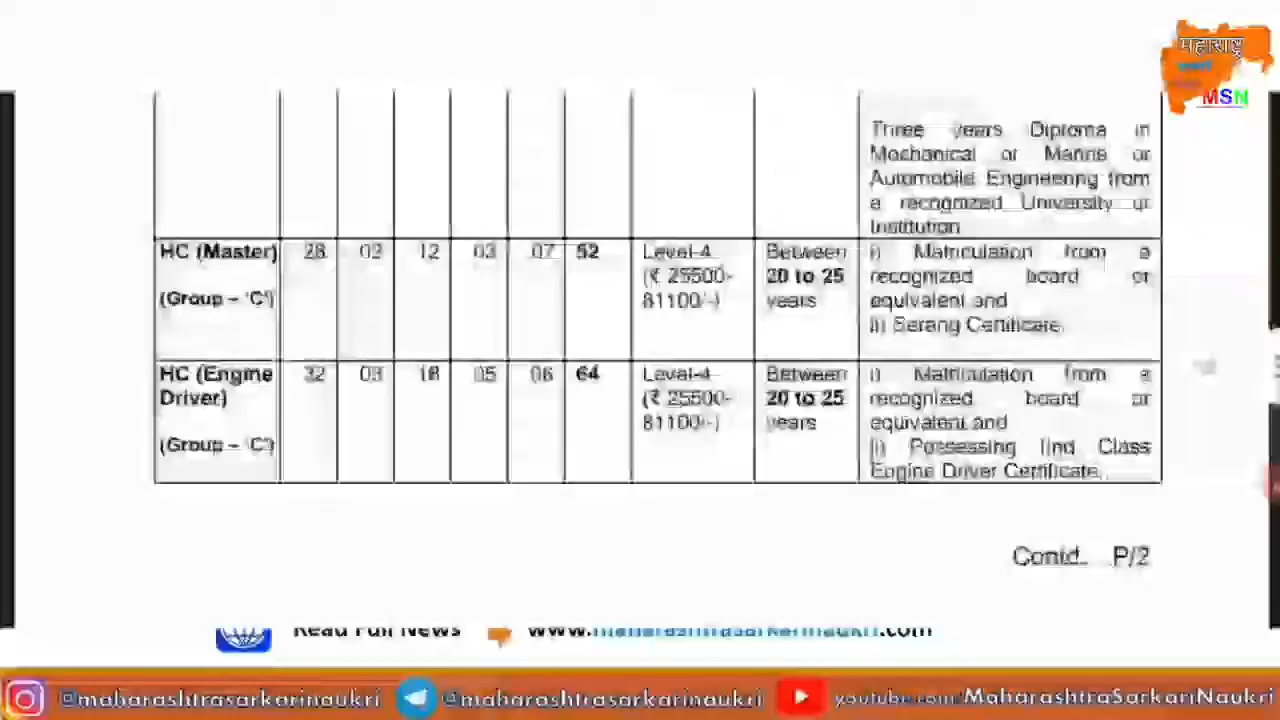 महाराष्ट्र
MSN
Three years Diploma in
Mechanical or Marine or
Automobile Engineering from
a recognized University or
Institution
HC (Master) 28 02 12 03 07 52 Level-4 Between i) Matriculation from a
(₹ 25500- 20 to 25 recognized board or
(Group – 'C') 81100/-) years equivalent and
ii) Serang Certificate.
HC (Engine 32 03 18 05 06 64 Level-4 Between i) Matriculation from a
Driver) (₹ 25500- 20 to 25 recognized board or
81100/-) years equivalent and
(Group – 'C') ii) Possessing IInd Class
Engine Driver Certificate.
Contd... P/2
Read Full News www.maharashtrasarkarinaukri.com
@maharashtrasarkarinaukri @maharashtrasarkarinaukri youtube.com/MaharashtraSarkariNaukri